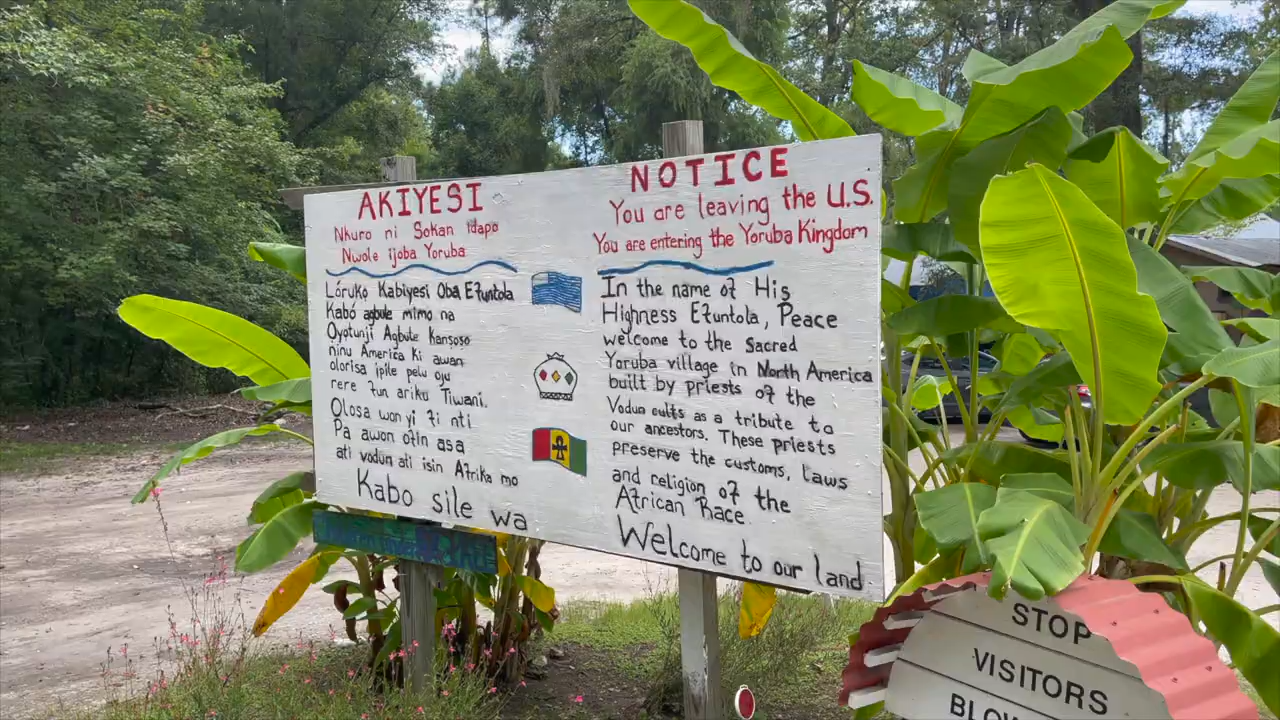 AKIYESI
Nkuro ni Sokan idapo
Nwole ijoba Yoruba
Lóruko Kabiyesi Oba Efuntola
Kabó agbule mimo na
Oyotunji Agbule Kansoso
ninu America ki awan
olorisa ipile pelu oju
rere fun ariku Tiwani.
Olosa won yi fi nti
Pa awon ofin asa
ati vodun ati isin Afrika mo
Kabo sile wa
NOTICE
You are leaving the U.S.
You are entering the Yoruba Kingdom
In the name of His
Highness Efuntola, Peace
welcome to the Sacred
Yoruba village in North America
built by priests of the
Vodun cults as a tribute to
our ancestors. These priests
preserve the customs, laws
and religion of the
African Race.
Welcome to our land
STOP
VISITORS